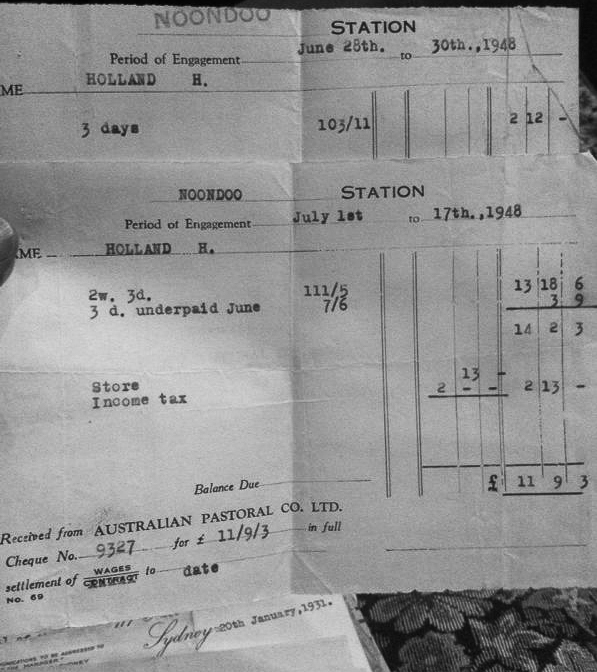 NOONDOO STATION
Period of Engagement June 28th. to 30th.,1948
ME HOLLAND H.
3 days 103/11 2 12 -
NOONDOO STATION
Period of Engagement July 1st to 17th.,1948
ME HOLLAND H.
2w. 3d. 111/5 13 18 6
3 d. underpaid June 7/6 3 9
14 2 3
Store 13 -
Income tax 2 - - 2 13 -
Balance Due £ 11 9 3
Received from AUSTRALIAN PASTORAL CO. LTD.
Cheque No. 9327 for £ 11/9/3 in full
settlement of WAGES CONTRACT to date
No. 69
Sydney 20th January,1931.